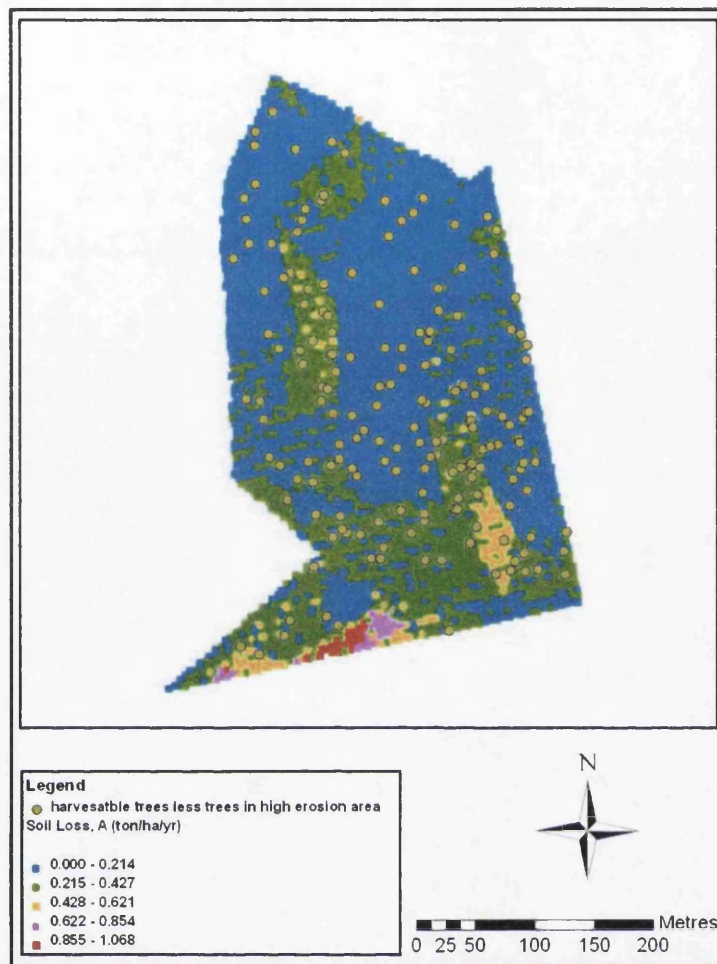 Legend
harvesatble trees less trees in high erosion area
Soil Loss, A (ton/ha/yr)
0.000 - 0.214
0.215 - 0.427
0.428 - 0.621
0.622 - 0.854
0.855 - 1.068
N
Metres
0 25 50 100 150 200